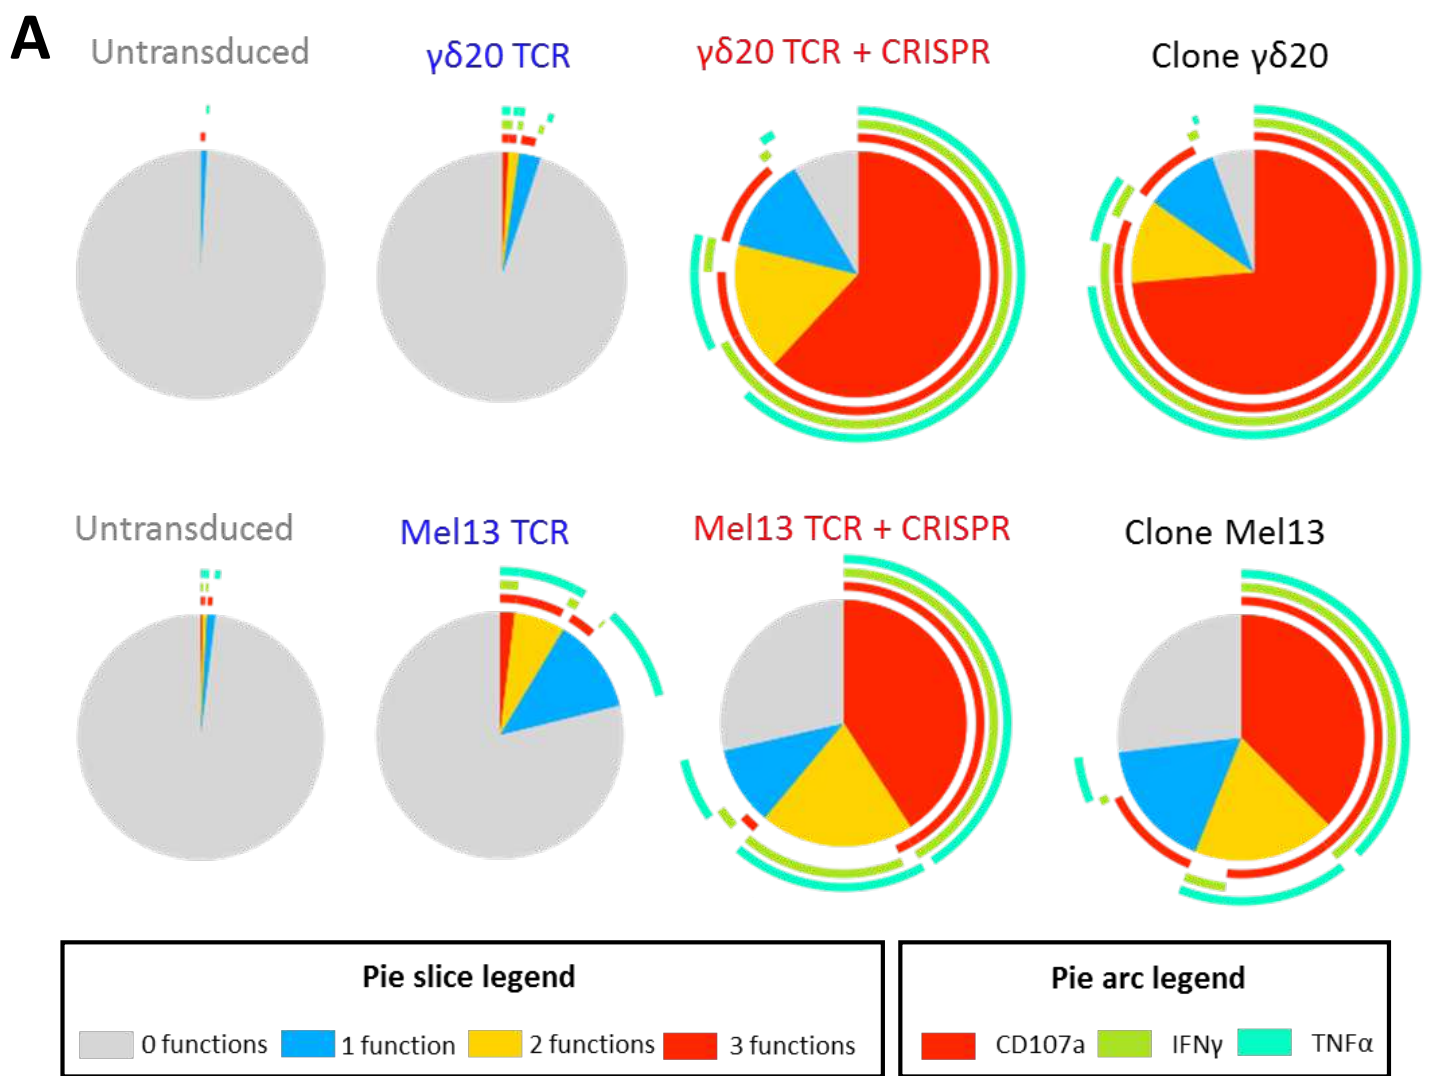 A
Untransduced
γδ20 TCR
γδ20 TCR + CRISPR
Clone γδ20
Untransduced
Mel13 TCR
Mel13 TCR + CRISPR
Clone Mel13
Pie slice legend
0 functions
1 function
2 functions
3 functions
Pie arc legend
CD107a
IFNγ
TNFα